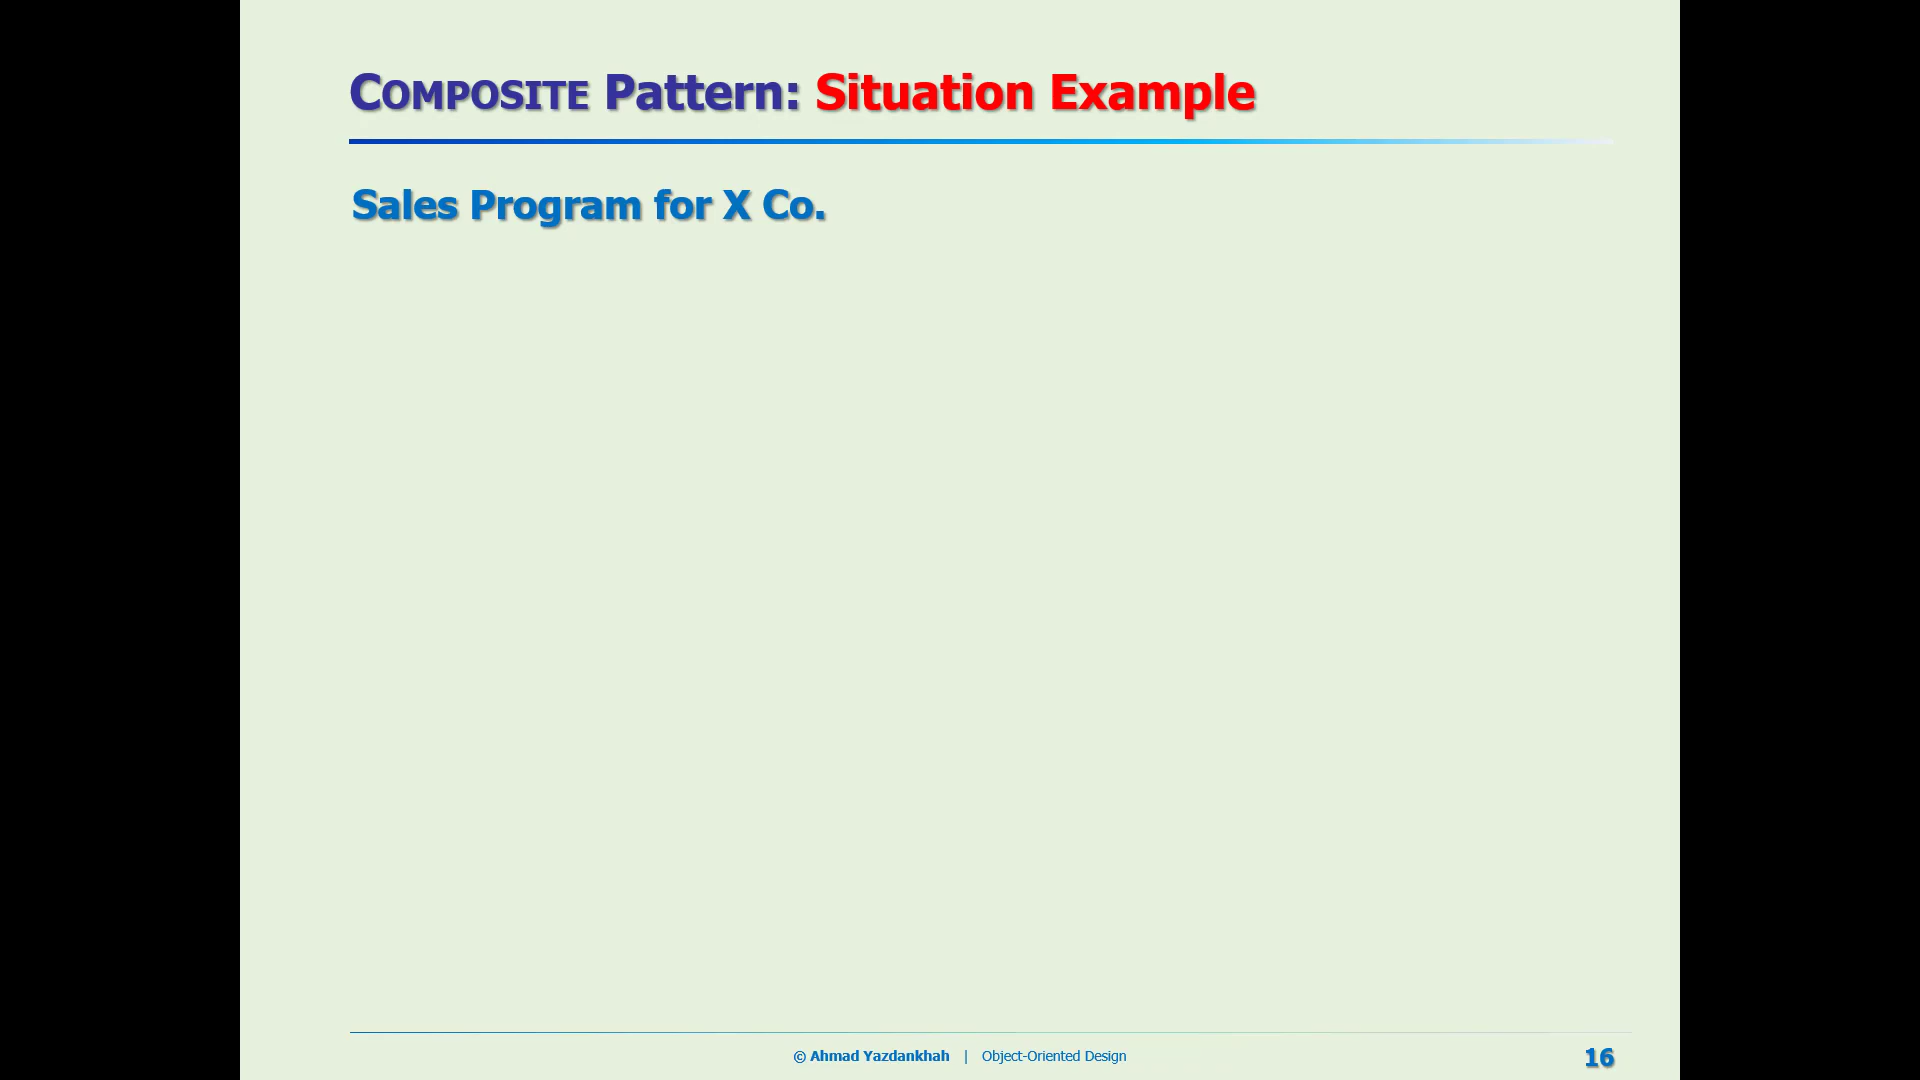 COMPOSITE Pattern: Situation Example
Sales Program for X Co.
© Ahmad Yazdankhah | Object-Oriented Design
16